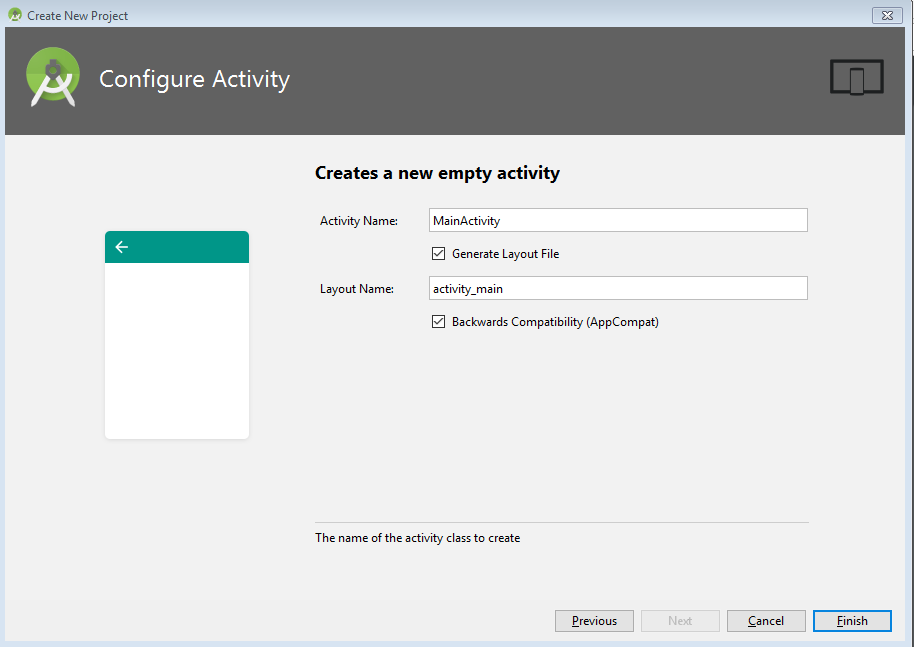 Create New Project
Configure Activity
Creates a new empty activity
Activity Name: MainActivity
Generate Layout File
Layout Name: activity_main
Backwards Compatibility (AppCompat)
The name of the activity class to create
Previous Next Cancel Finish